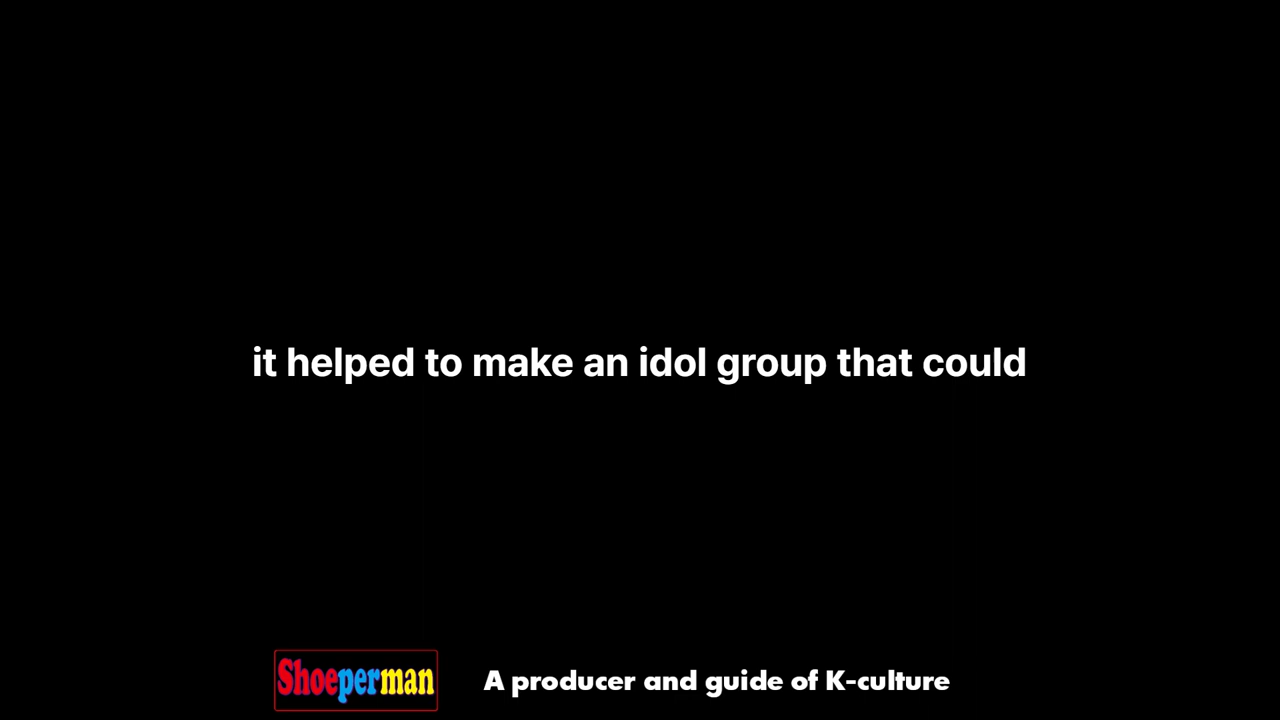 it helped to make an idol group that could
Shoeperman
A producer and guide of K-culture